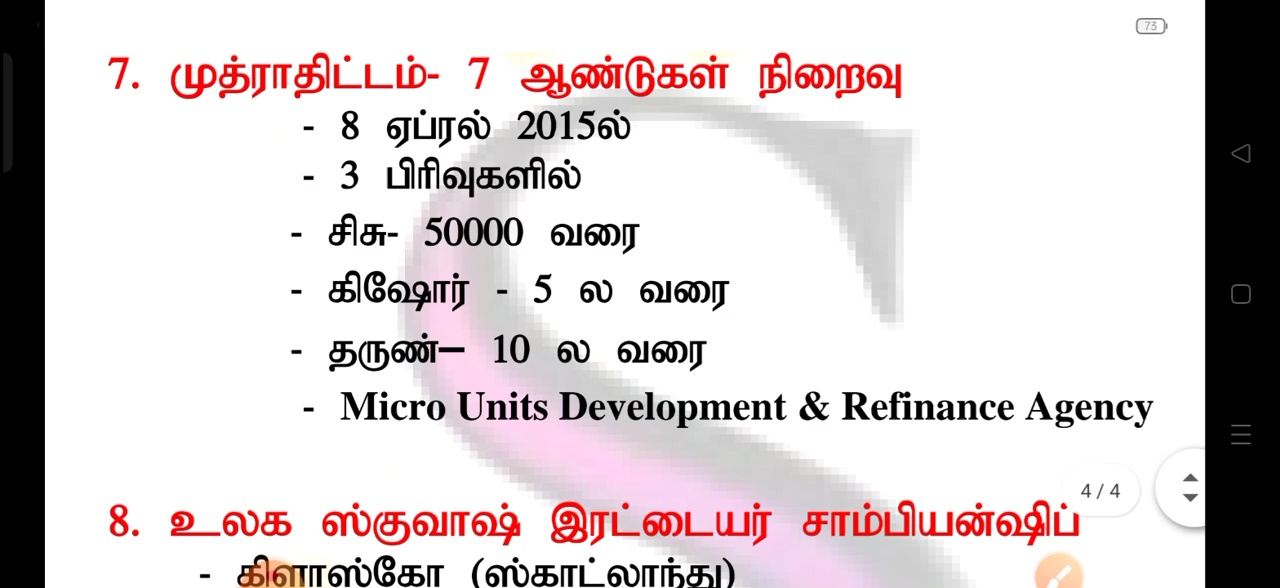 73
7. முத்ராதிட்டம்- 7 ஆண்டுகள் நிறைவு
- 8 ஏப்ரல் 2015ல்
- 3 பிரிவுகளில்
- சிசு- 50000 வரை
- கிஷோர் - 5 ல வரை
- தருண்– 10 ல வரை
- Micro Units Development & Refinance Agency
4 / 4
8. உலக ஸ்குவாஷ் இரட்டையர் சாம்பியன்ஷிப்
- கிளாஸ்கோ (ஸ்காட்லாந்து)